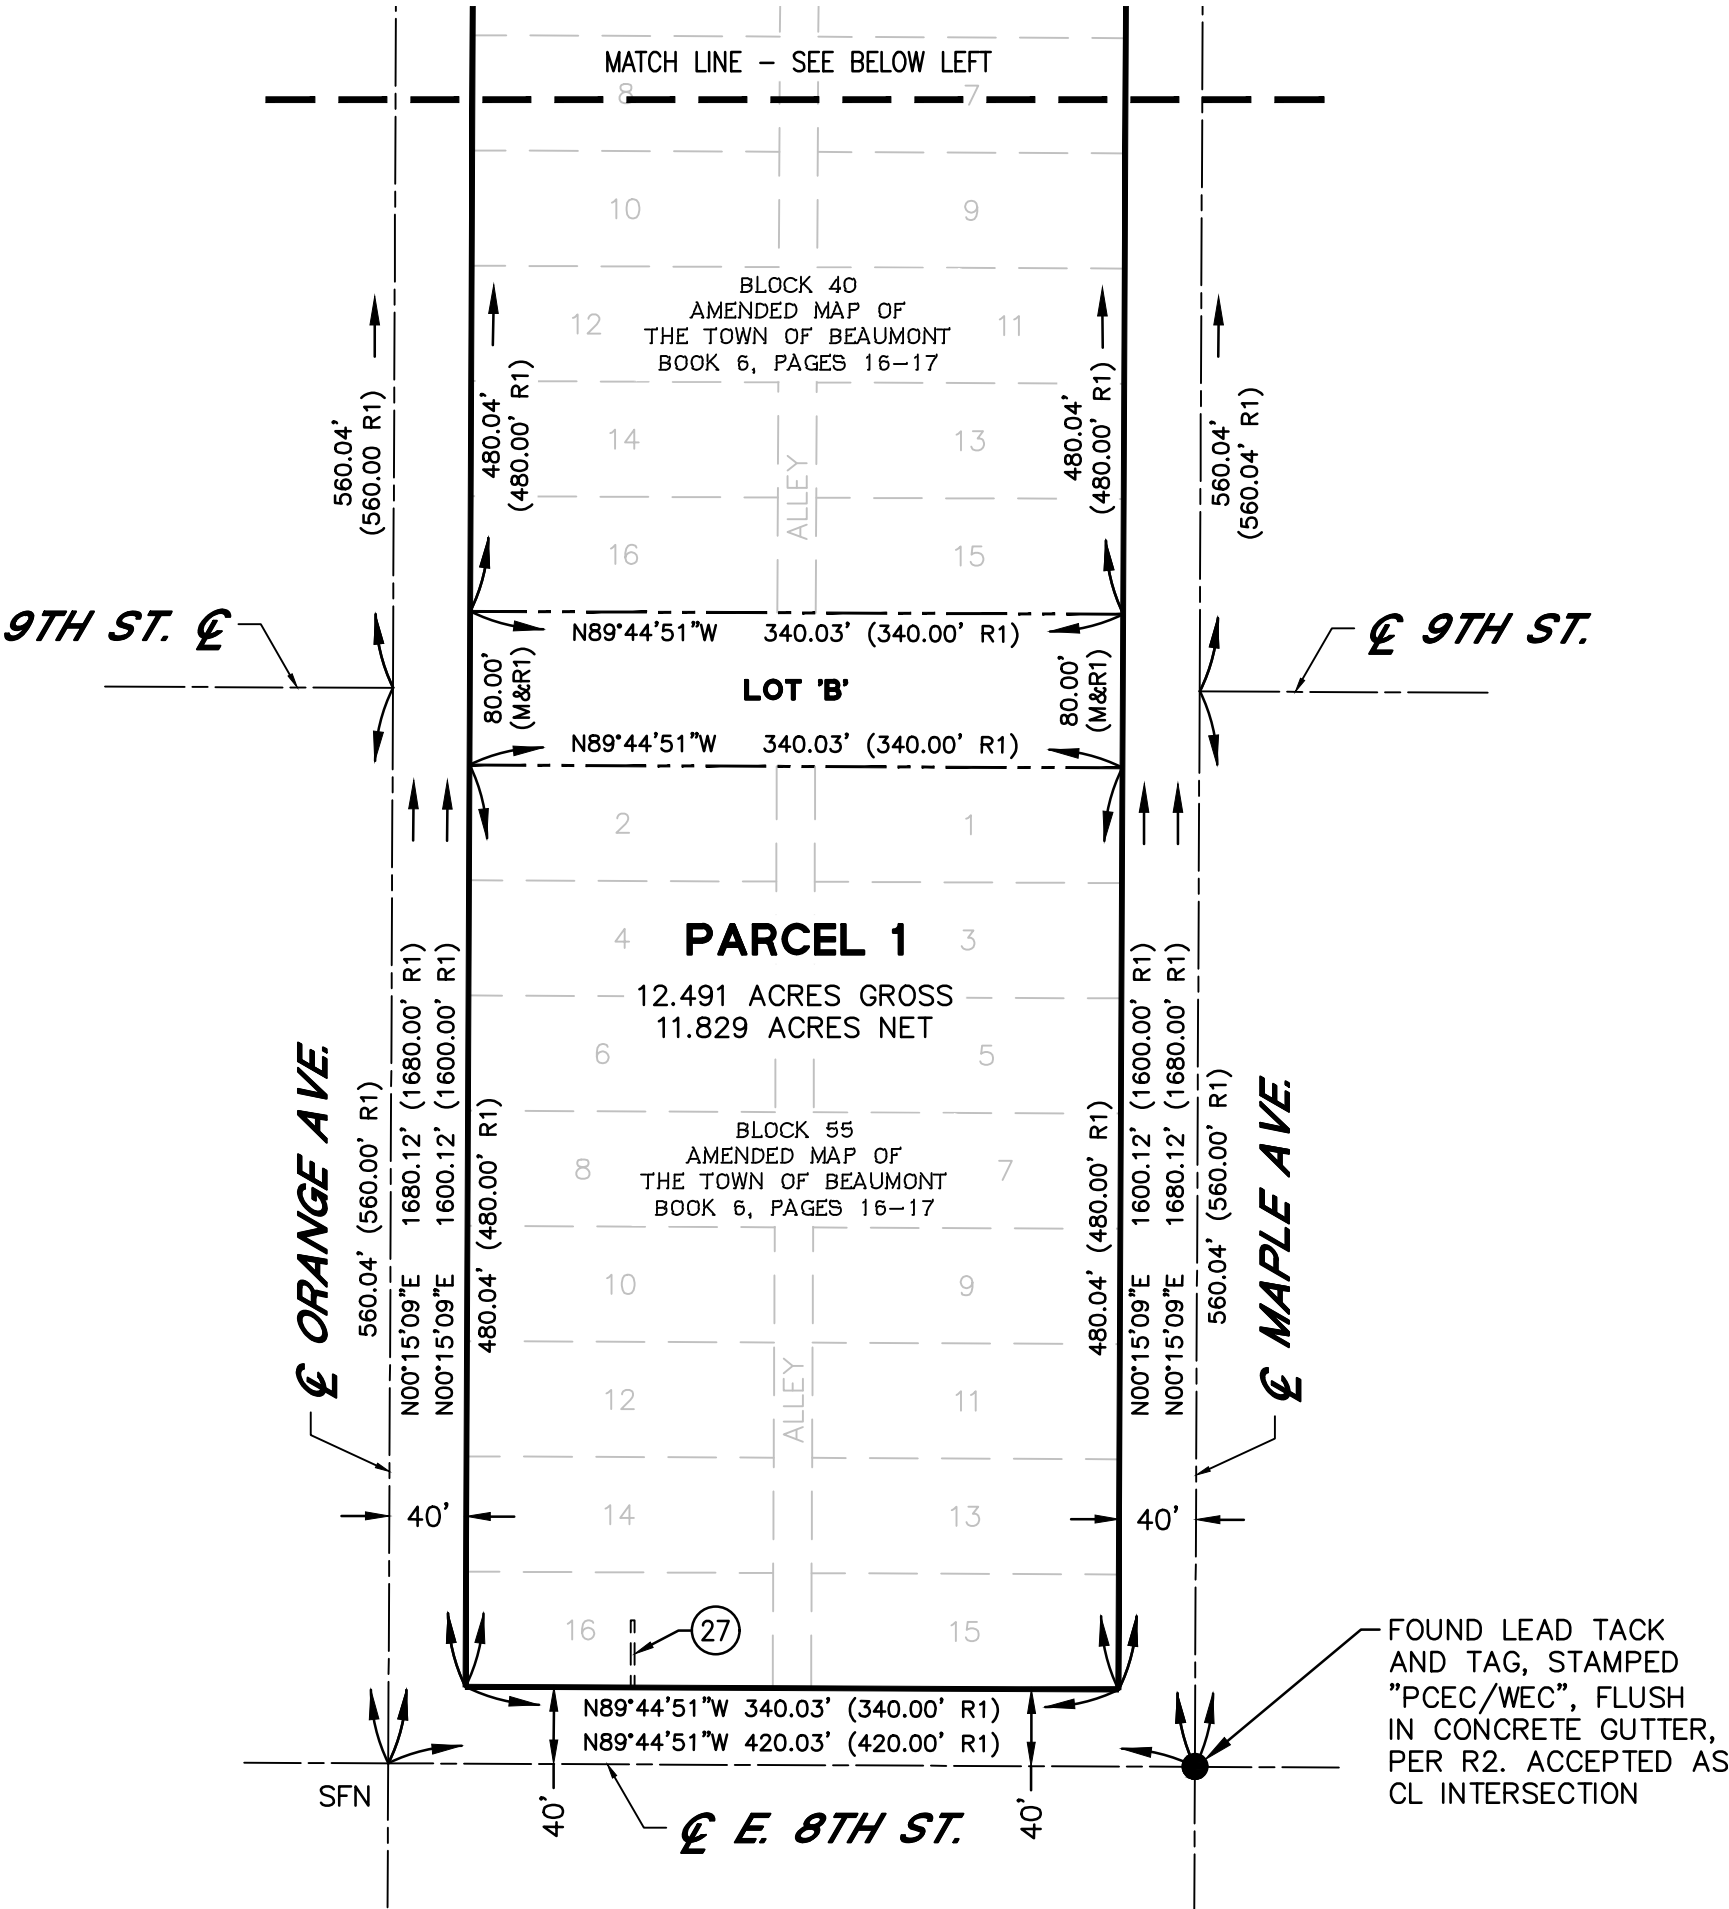 MATCH LINE - SEE BELOW LEFT
8
7
10
9
BLOCK 40
AMENDED MAP OF
THE TOWN OF BEAUMONT
BOOK 6, PAGES 16-17
12
11
560.04'
(560.00 R1)
480.04'
(480.00' R1)
480.04'
(480.00' R1)
560.04'
(560.04' R1)
14
13
ALLEY
16
15
9TH ST. ℄
℄ 9TH ST.
N89°44'51"W 340.03' (340.00' R1)
80.00'
(M&R1)
LOT 'B'
80.00'
(M&R1)
N89°44'51"W 340.03' (340.00' R1)
2
1
4
PARCEL 1
3
12.491 ACRES GROSS
11.829 ACRES NET
6
5
BLOCK 55
AMENDED MAP OF
THE TOWN OF BEAUMONT
BOOK 6, PAGES 16-17
8
7
℄ ORANGE AVE.
560.04' (560.00' R1)
N00°15'09"E 1680.12' (1680.00' R1)
N00°15'09"E 1600.12' (1600.00' R1)
480.04' (480.00' R1)
480.04' (480.00' R1)
N00°15'09"E 1600.12' (1600.00' R1)
N00°15'09"E 1680.12' (1680.00' R1)
560.04' (560.00' R1)
℄ MAPLE AVE.
10
9
12
11
ALLEY
40'
14
13
40'
16
27
15
N89°44'51"W 340.03' (340.00' R1)
N89°44'51"W 420.03' (420.00' R1)
FOUND LEAD TACK
AND TAG, STAMPED
"PCEC/WEC", FLUSH
IN CONCRETE GUTTER,
PER R2. ACCEPTED AS
CL INTERSECTION
SFN
40'
40'
℄ E. 8TH ST.